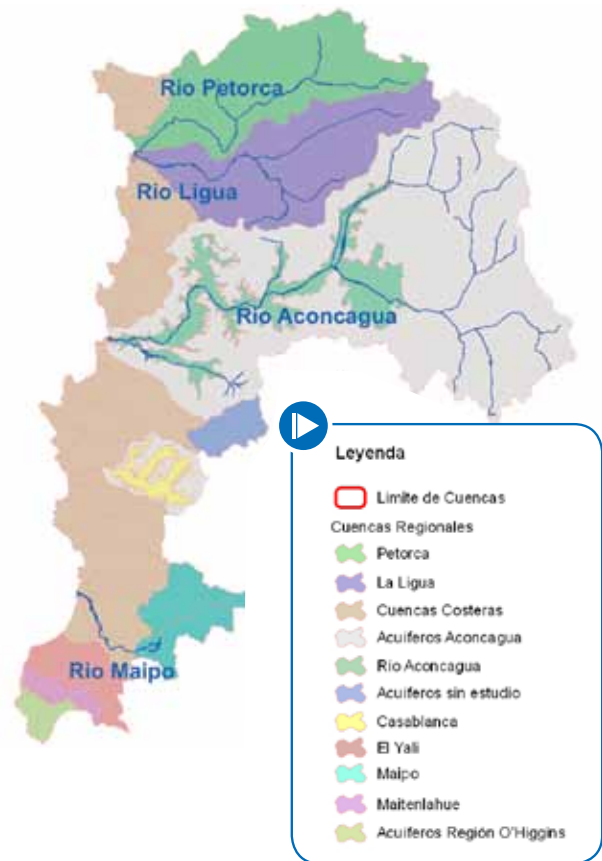 Rio Petorca
Rio Ligua
Rio Aconcagua
Rio Maipo
Leyenda
Limite de Cuencas
Cuencas Regionales
Petorca
La Ligua
Cuencas Costeras
Acuiferos Aconcagua
Rio Aconcagua
Acuiferos sin estudio
Casablanca
El Yali
Maipo
Maitenlahue
Acuiferos Región O'Higgins